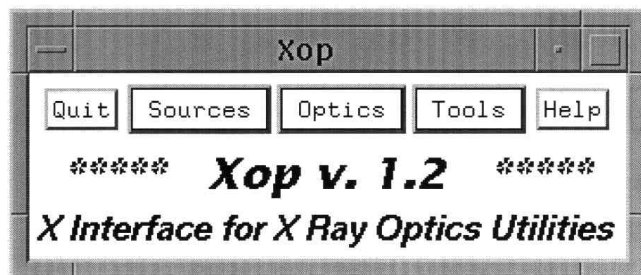 Xop
Quit Sources Optics Tools Help
***** Xop v. 1.2 *****
X Interface for X Ray Optics Utilities